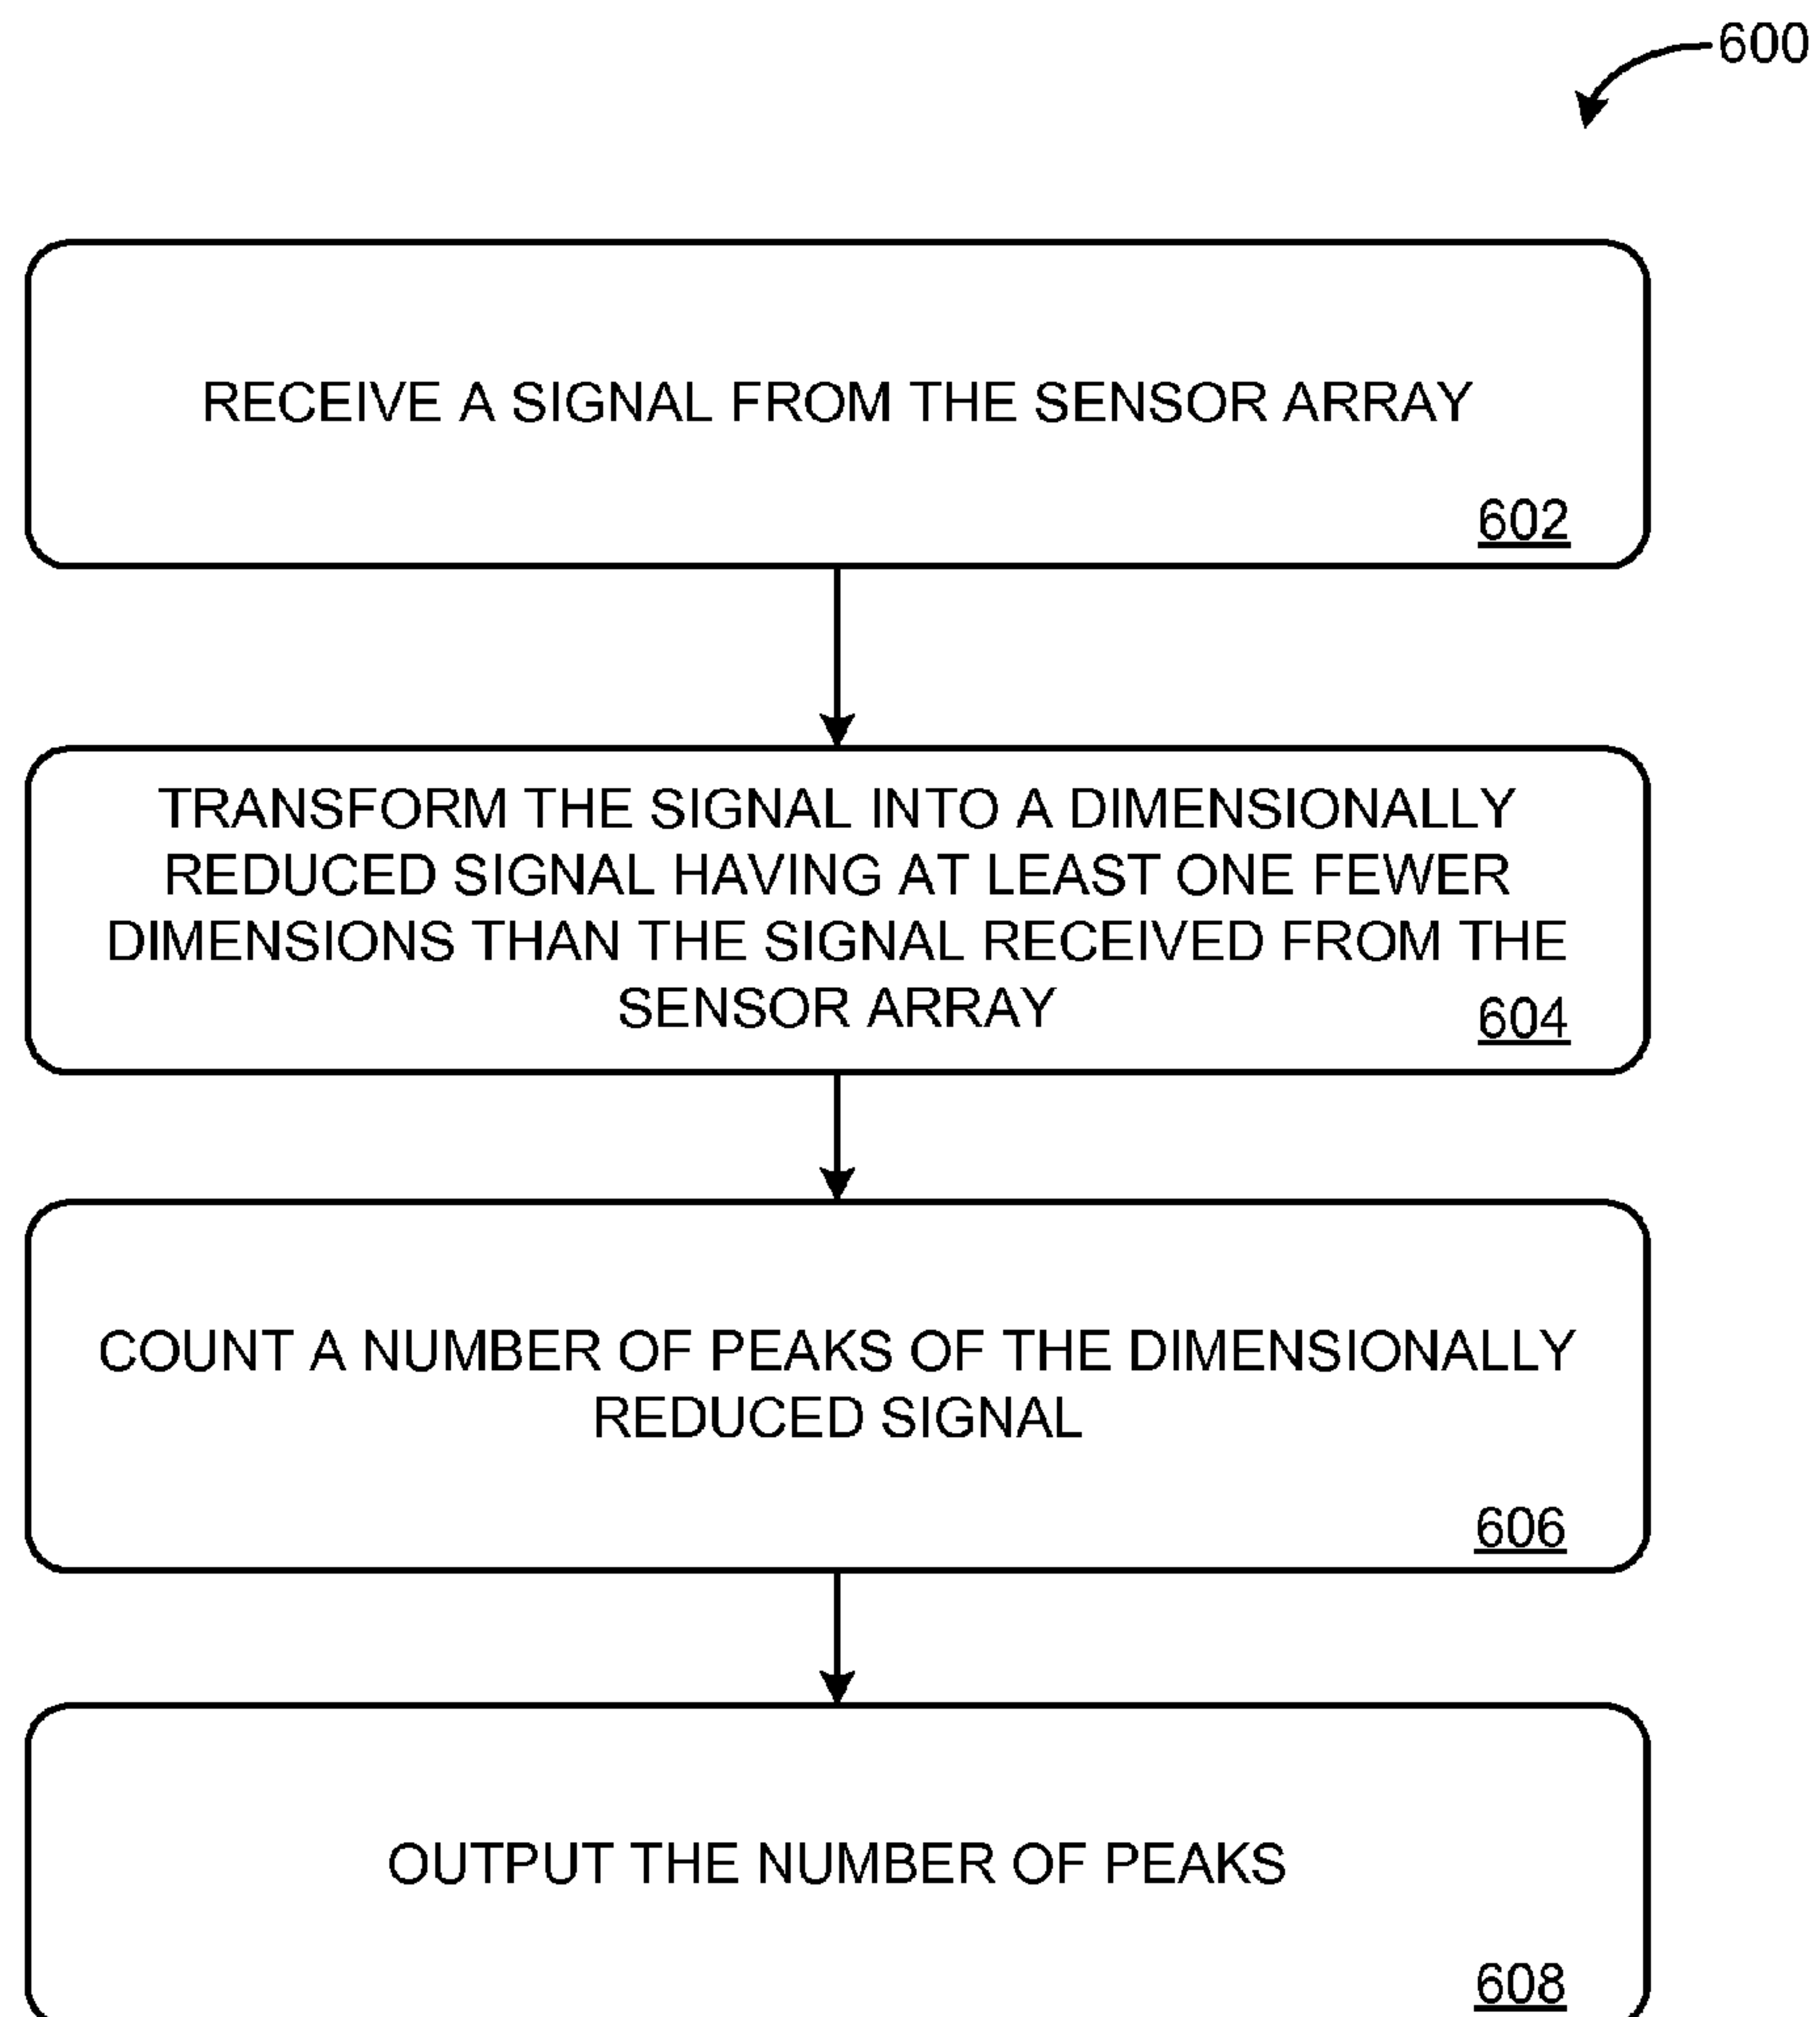 600
RECEIVE A SIGNAL FROM THE SENSOR ARRAY
602
TRANSFORM THE SIGNAL INTO A DIMENSIONALLY
REDUCED SIGNAL HAVING AT LEAST ONE FEWER
DIMENSIONS THAN THE SIGNAL RECEIVED FROM THE
SENSOR ARRAY
604
COUNT A NUMBER OF PEAKS OF THE DIMENSIONALLY
REDUCED SIGNAL
606
OUTPUT THE NUMBER OF PEAKS
608